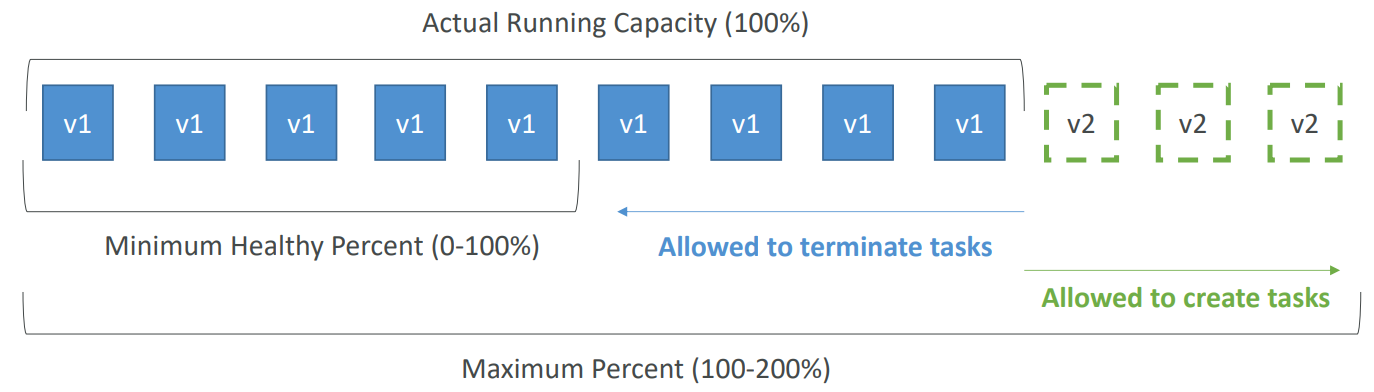 Actual Running Capacity (100%)
v1 v1 v1 v1 v1 v1 v1 v1 v1 v2 v2 v2
Minimum Healthy Percent (0-100%)
Allowed to terminate tasks
Allowed to create tasks
Maximum Percent (100-200%)